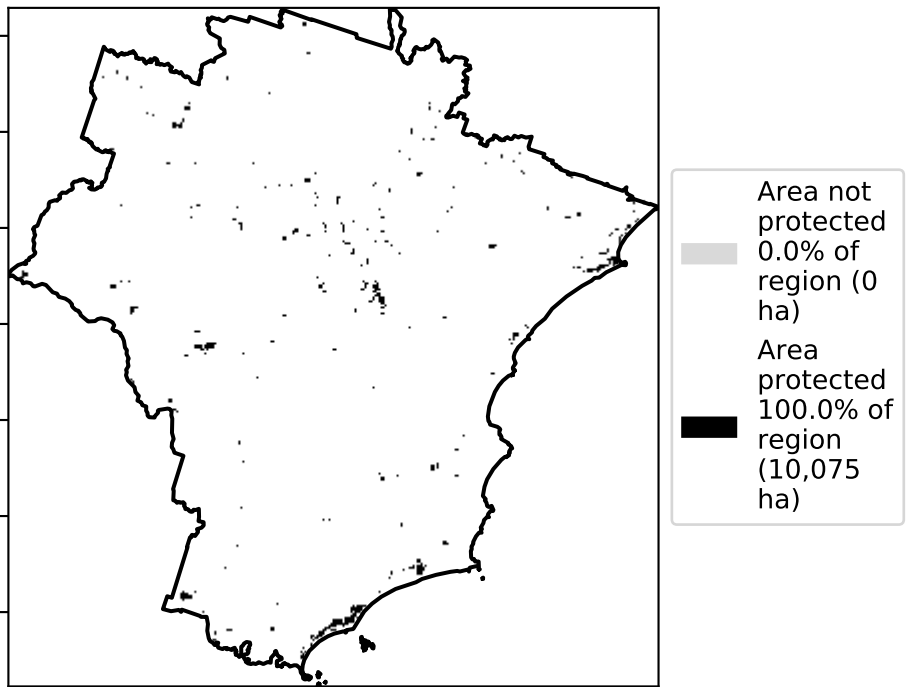 Area not
protected
0.0% of
region (0
ha)
Area
protected
100.0% of
region
(10,075
ha)